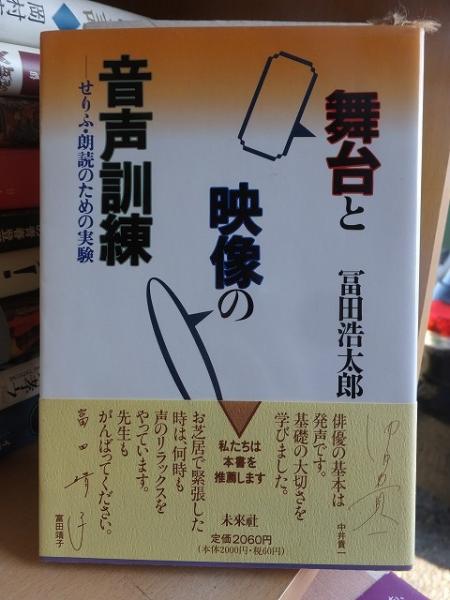 舞台と
映像の
音声訓練
──せりふ・朗読のための実験
冨田浩太郎
俳優の基本は
発声です。
基礎の大切さを
学びました。
中井貴一
私たちは
本書を
推薦します
未來社
定価2060円
(本体2000円・税60円)
お芝居で緊張した
時は、何時も
声のリラックスを
やっています。
先生も
がんばってください。
富田靖子
岡村